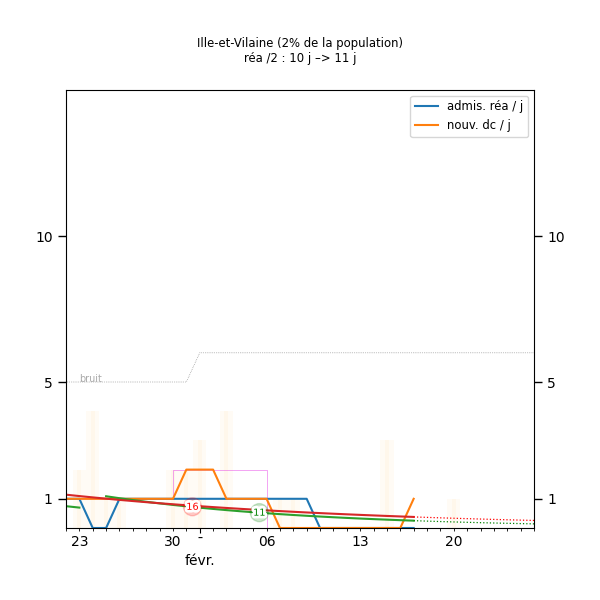 Ille-et-Vilaine (2% de la population)
réa /2 : 10 j –> 11 j
admis. réa / j
nouv. dc / j
10 10
bruit
5 5
16
11
1 1
23 30 - 06 13 20
févr.